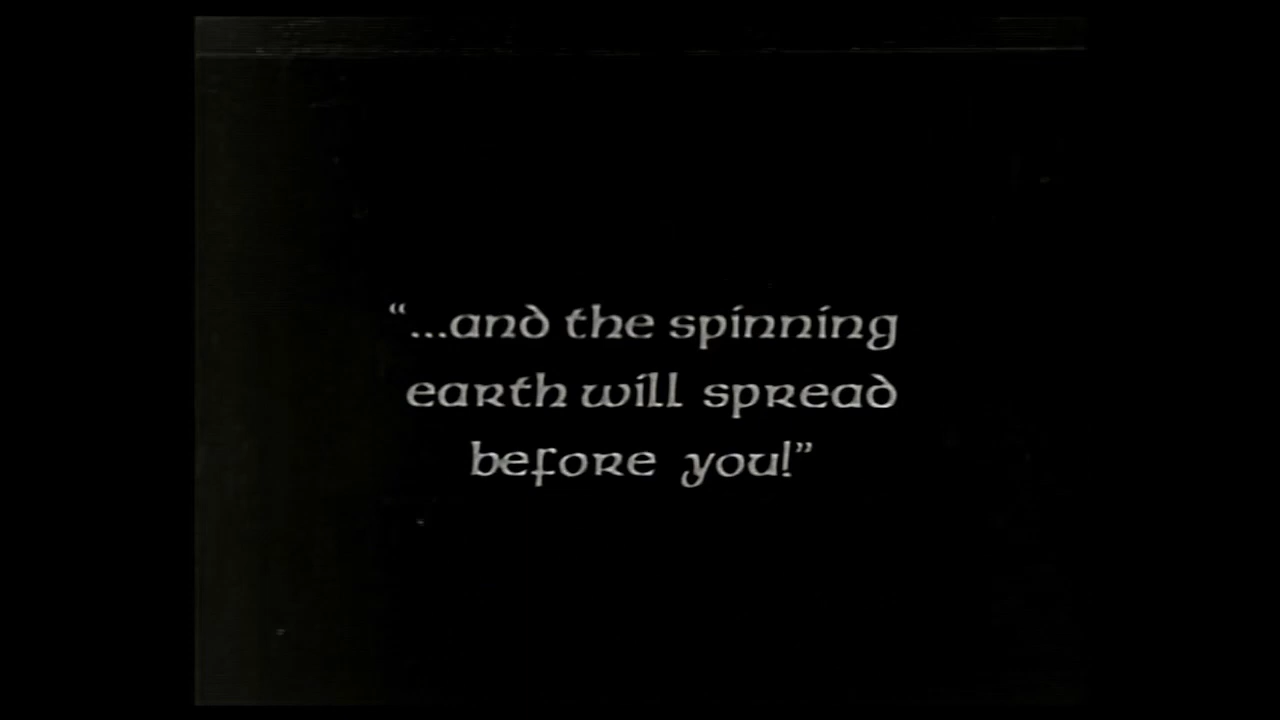 “...and the spinning
earth will spread
before you!”